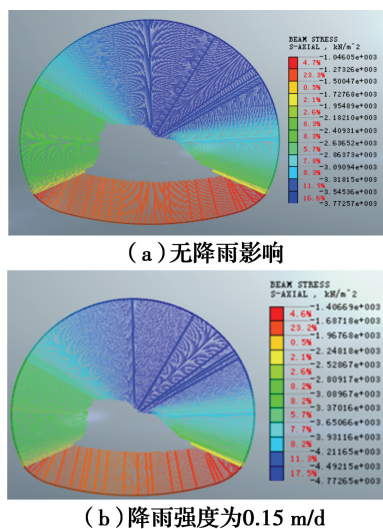 BEAM STRESS
S-AXIAL , kN/m^2
-1.04605e+003
4.7%
-1.27326e+003
23.3%
-1.50047e+003
0.5%
-1.72768e+003
2.1%
-1.95489e+003
2.6%
-2.18210e+003
8.3%
-2.40931e+003
8.3%
-2.63652e+003
5.7%
-2.86373e+003
7.8%
-3.09094e+003
8.3%
-3.31815e+003
11.9%
-3.54536e+003
16.6%
-3.77257e+003
(a)无降雨影响
BEAM STRESS
S-AXIAL , kN/m^2
-1.40669e+003
4.6%
-1.68718e+003
23.2%
-1.96768e+003
0.5%
-2.24818e+003
2.1%
-2.52867e+003
2.6%
-2.80917e+003
8.2%
-3.08967e+003
8.2%
-3.37016e+003
5.7%
-3.65066e+003
7.7%
-3.93116e+003
8.2%
-4.21165e+003
11.3%
-4.49215e+003
17.5%
-4.77265e+003
(b)降雨强度为0.15 m/d